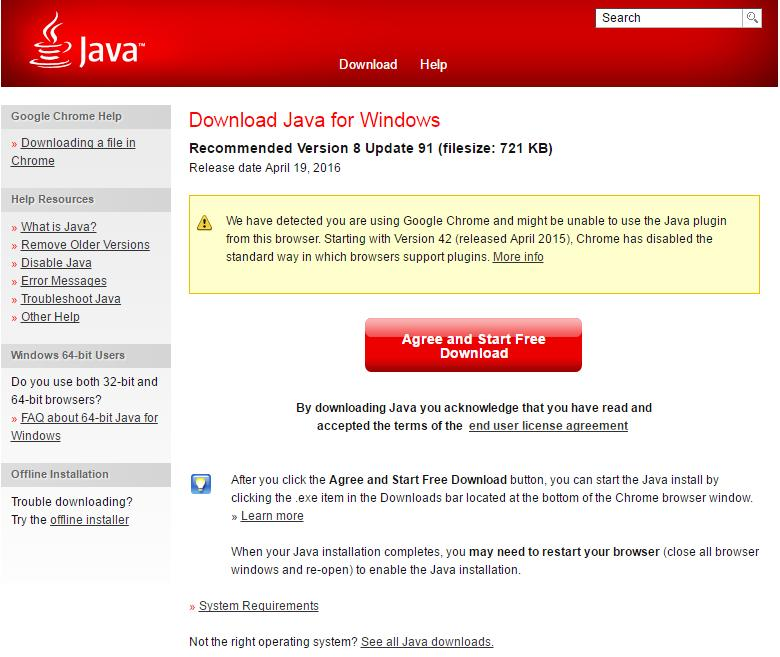 Java™
Search
Download Help
Google Chrome Help
» Downloading a file in
Chrome
Help Resources
» What is Java?
» Remove Older Versions
» Disable Java
» Error Messages
» Troubleshoot Java
» Other Help
Windows 64-bit Users
Do you use both 32-bit and
64-bit browsers?
» FAQ about 64-bit Java for
Windows
Offline Installation
Trouble downloading?
Try the offline installer
Download Java for Windows
Recommended Version 8 Update 91 (filesize: 721 KB)
Release date April 19, 2016
We have detected you are using Google Chrome and might be unable to use the Java plugin
from this browser. Starting with Version 42 (released April 2015), Chrome has disabled the
standard way in which browsers support plugins. More info
Agree and Start Free
Download
By downloading Java you acknowledge that you have read and
accepted the terms of the end user license agreement
After you click the Agree and Start Free Download button, you can start the Java install by
clicking the .exe item in the Downloads bar located at the bottom of the Chrome browser window.
» Learn more
When your Java installation completes, you may need to restart your browser (close all browser
windows and re-open) to enable the Java installation.
» System Requirements
Not the right operating system? See all Java downloads.